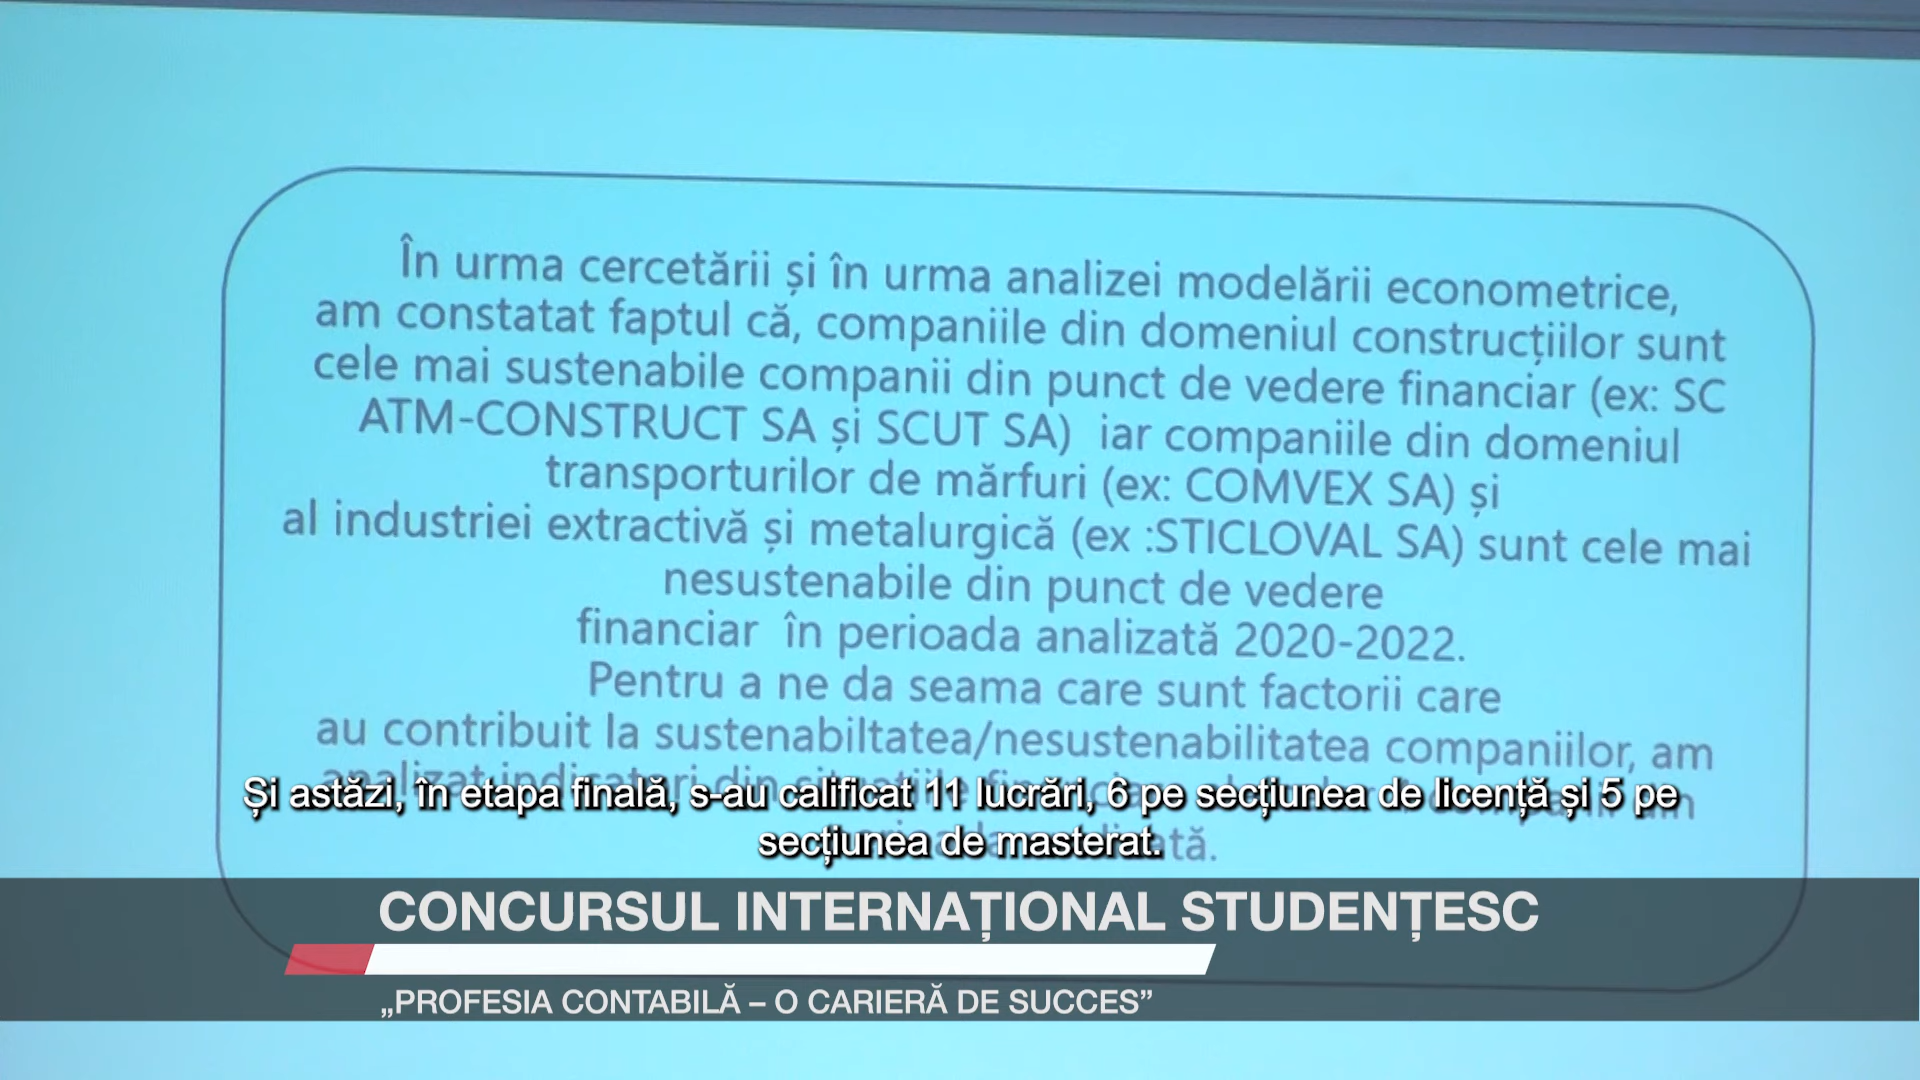 În urma cercetării și în urma analizei modelării econometrice,
am constatat faptul că, companiile din domeniul construcțiilor sunt
cele mai sustenabile companii din punct de vedere financiar (ex: SC
ATM-CONSTRUCT SA și SCUT SA) iar companiile din domeniul
transporturilor de mărfuri (ex: COMVEX SA) și
al industriei extractivă și metalurgică (ex :STICLOVAL SA) sunt cele mai
nesustenabile din punct de vedere
financiar în perioada analizată 2020-2022.
Pentru a ne da seama care sunt factorii care
au contribuit la sustenabiltatea/nesustenabilitatea companiilor, am
Și astăzi, în etapa finală, s-au calificat 11 lucrări, 6 pe secțiunea de licență și 5 pe
secțiunea de masterat.
CONCURSUL INTERNAȚIONAL STUDENȚESC
„PROFESIA CONTABILĂ – O CARIERĂ DE SUCCES”